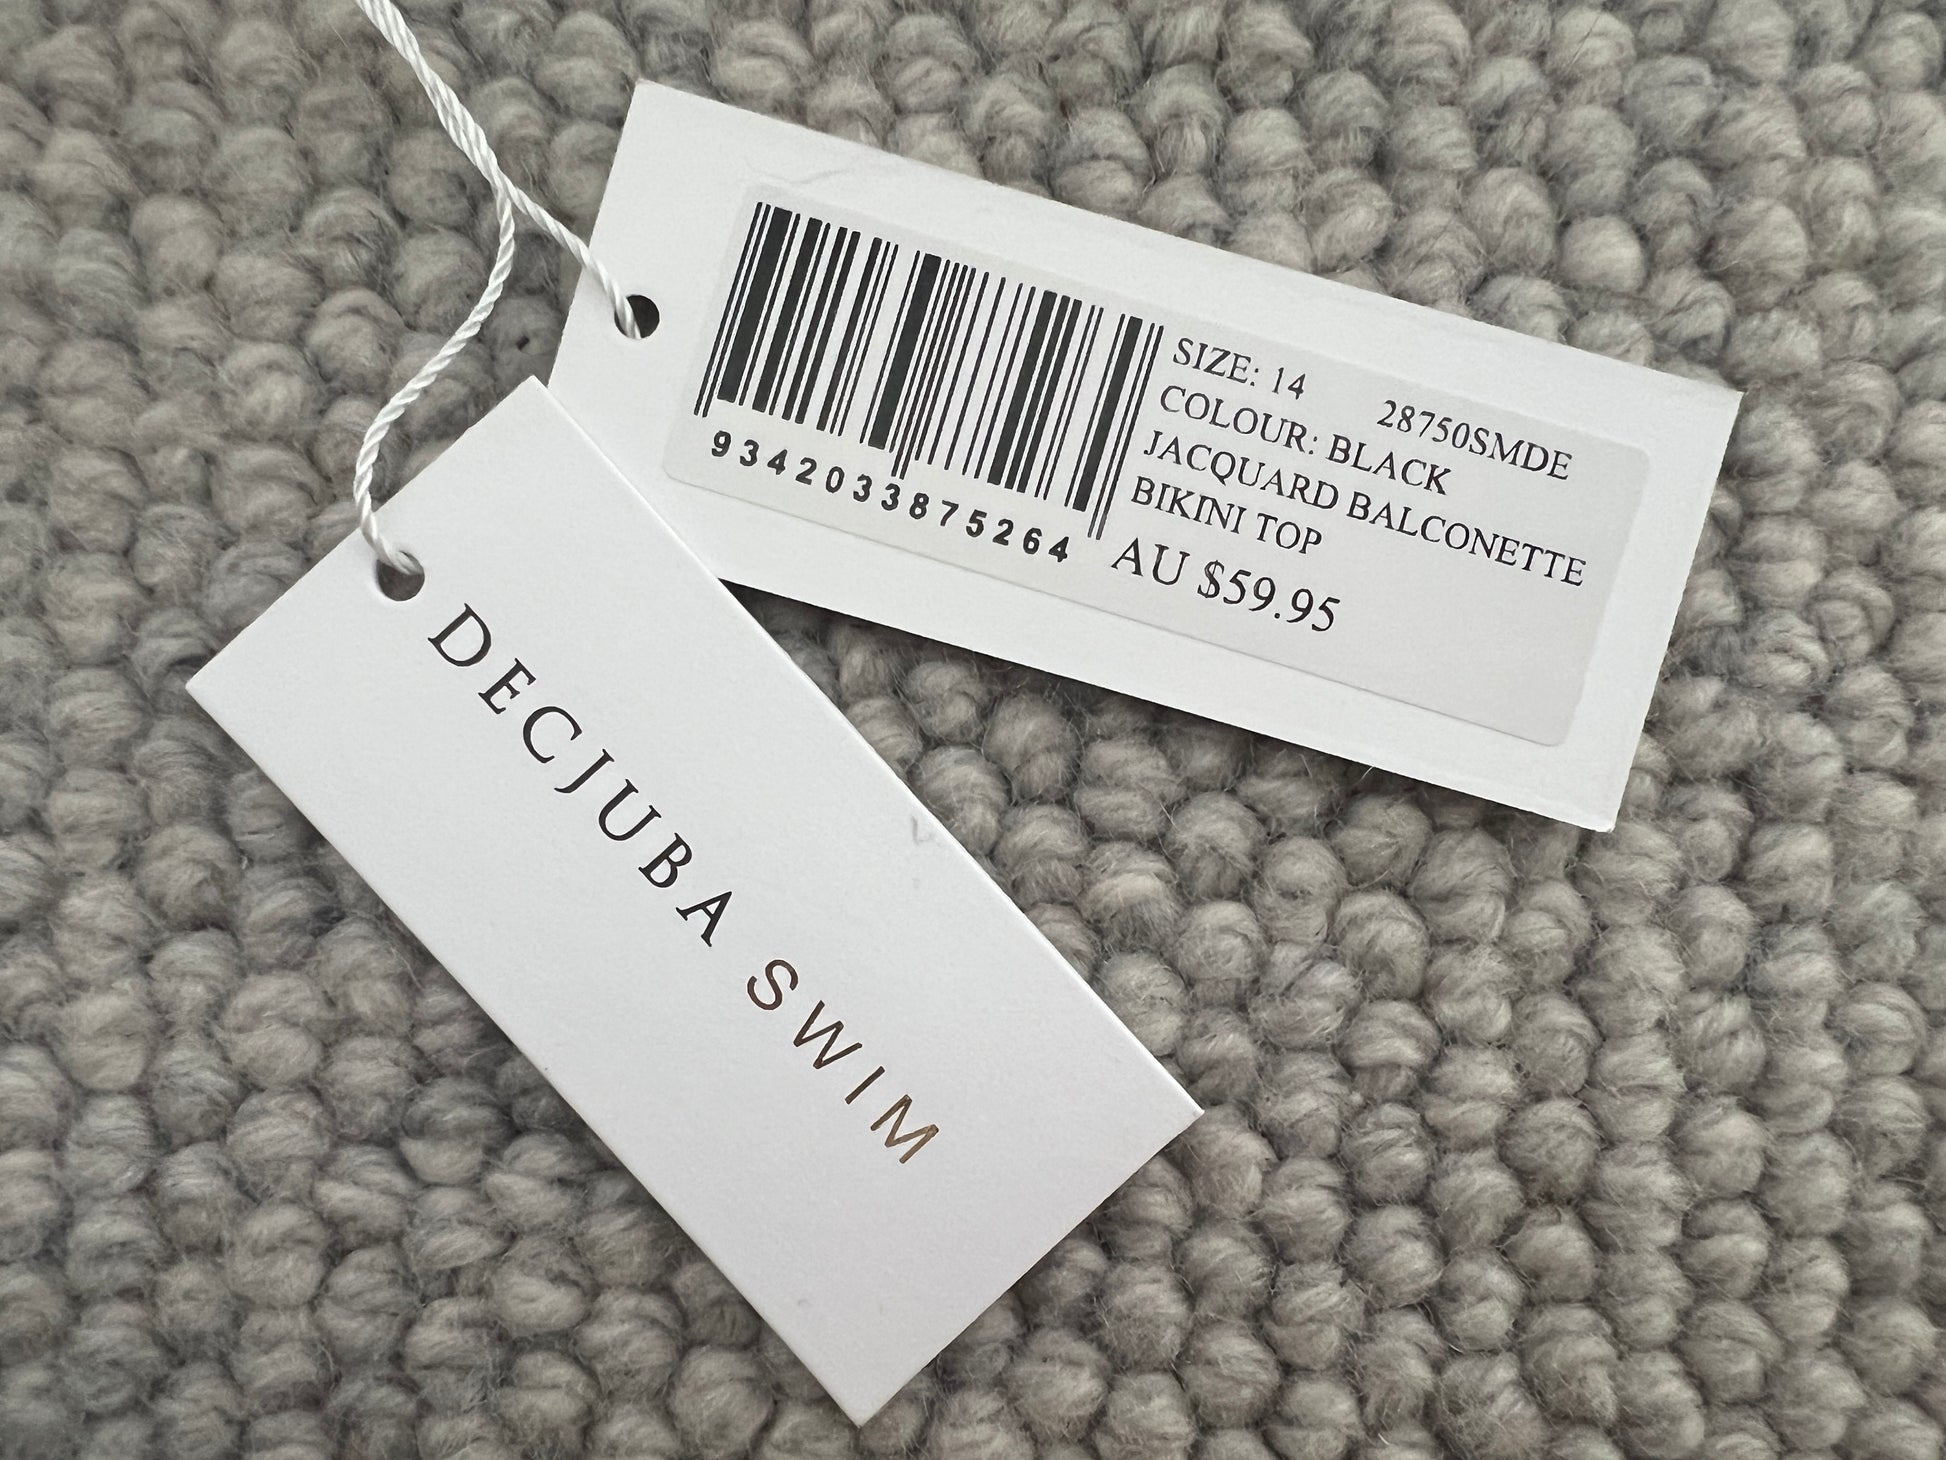 SIZE: 14 28750SMDE
COLOUR: BLACK
JACQUARD BALCONETTE
BIKINI TOP
AU $59.95
9342033875264
DECJUBA SWIM